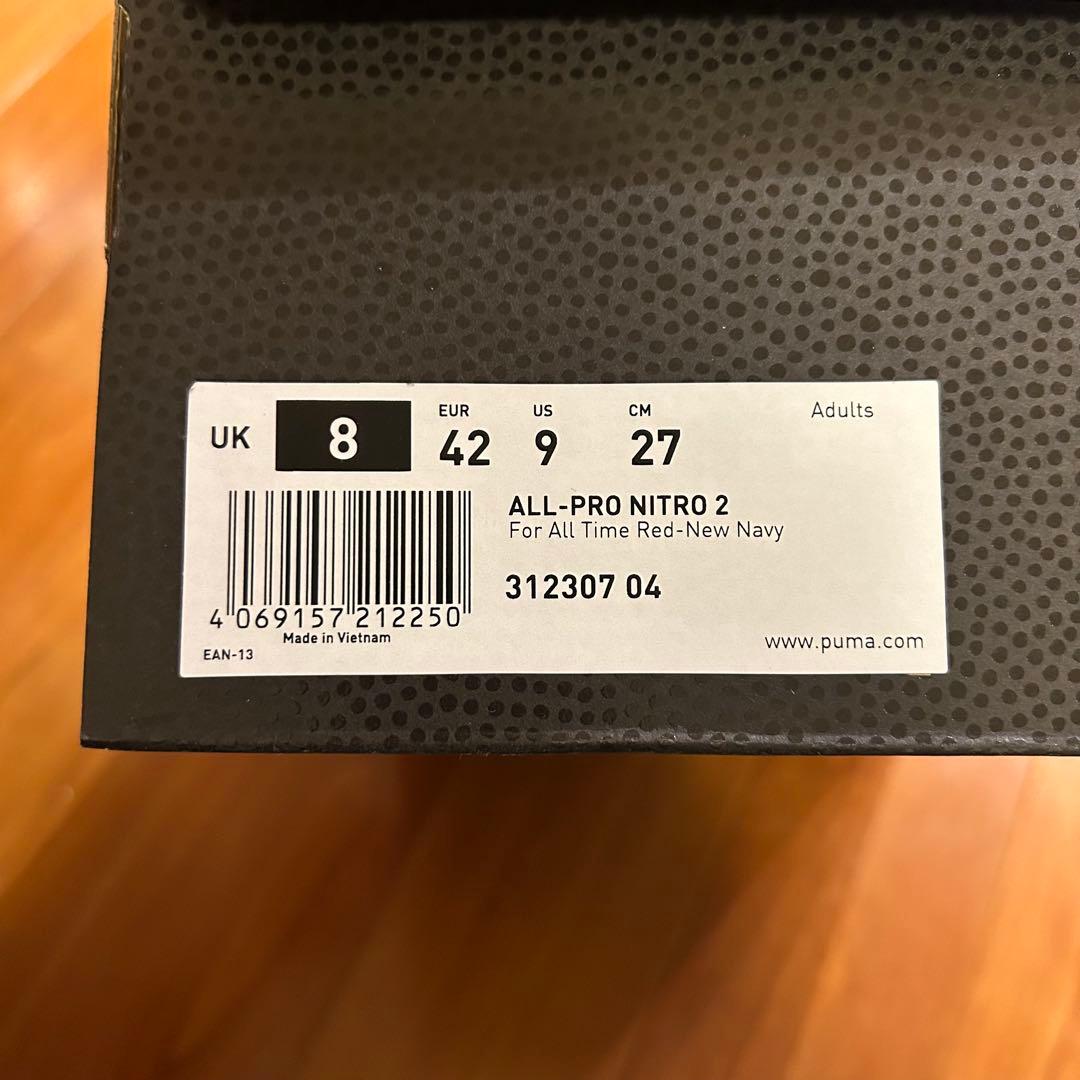 UK 8 EUR 42 US 9 CM 27 Adults
ALL-PRO NITRO 2
For All Time Red-New Navy
312307 04
4 069157 212250
Made in Vietnam
EAN-13
www.puma.com